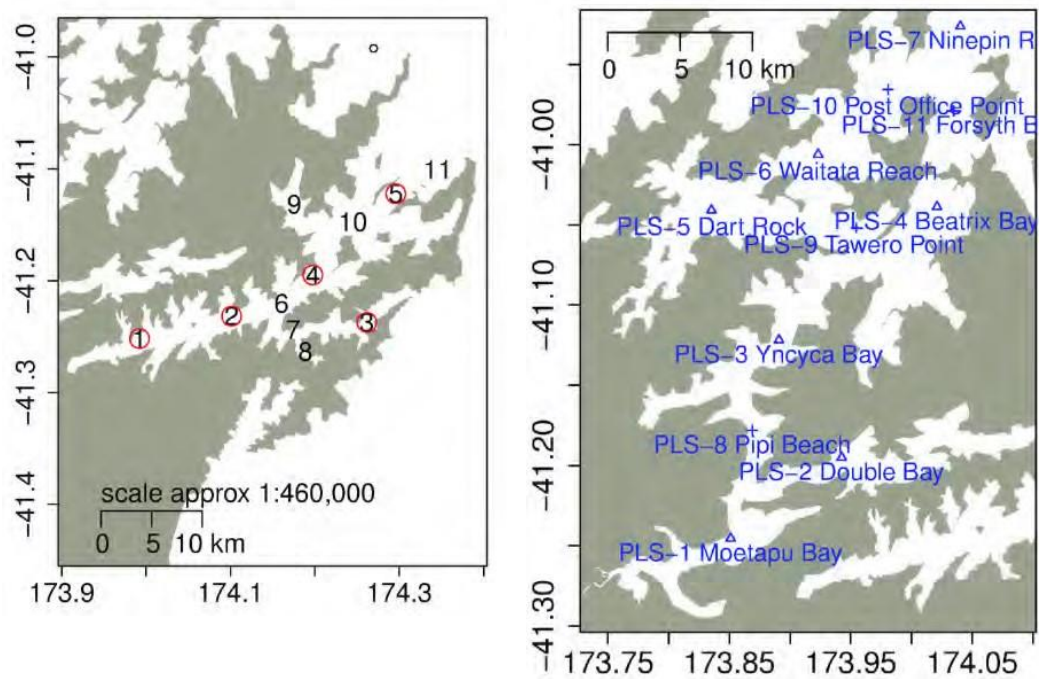 −41.0
−41.1
−41.2
−41.3
−41.4
11
5
9
10
4
6
2
3
7
1
8
scale approx 1:460,000
0 5 10 km
173.9 174.1 174.3
0 5 10 km
−41.00
−41.10
−41.20
−41.30
PLS−7 Ninepin R
PLS−10 Post Office Point
PLS−11 Forsyth B
PLS−6 Waitata Reach
PLS−5 Dart Rock
PLS−4 Beatrix Bay
PLS−9 Tawero Point
PLS−3 Yncyca Bay
PLS−8 Pipi Beach
PLS−2 Double Bay
PLS−1 Moetapu Bay
173.75 173.85 173.95 174.05